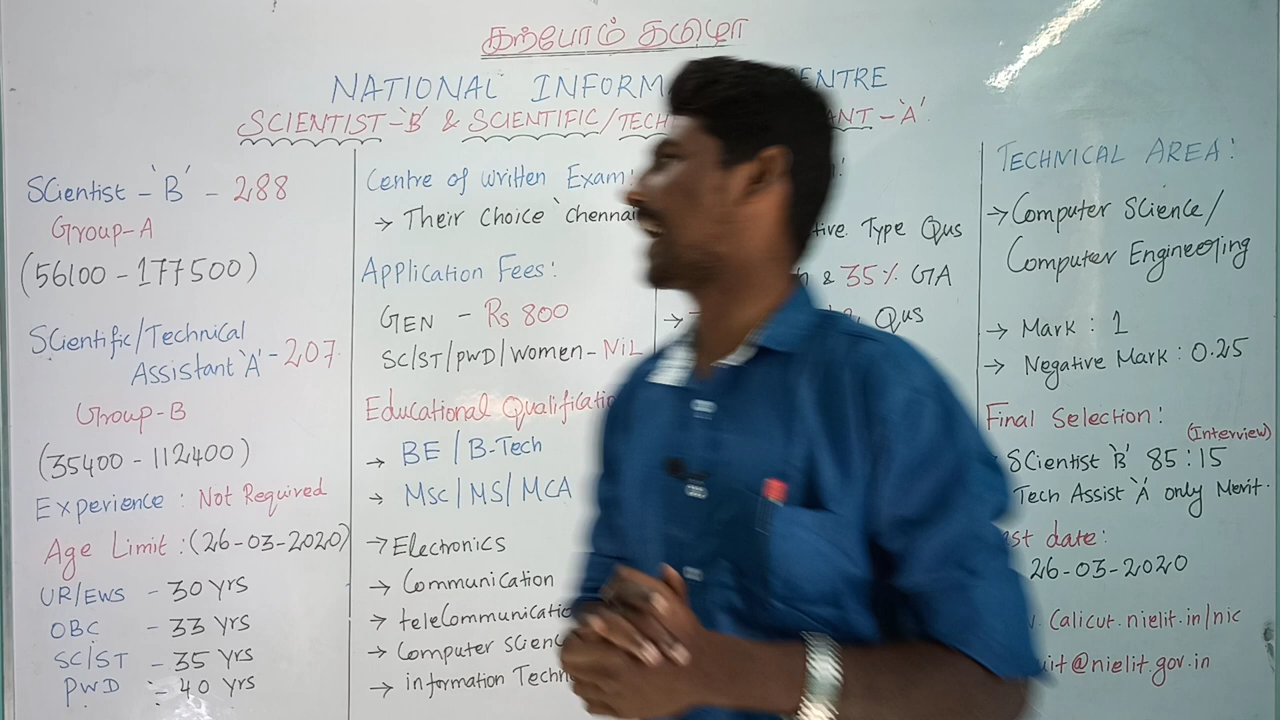 கற்போம் தமிழா
NATIONAL INFORM ENTRE
SCIENTIST-'B' & SCIENTIFIC/TECH ANT-'A'
Scientist - 'B' - 288
Group-A
(56100 - 177500)
Scientific/Technical
Assistant 'A' - 207
Group-B
(35400 - 112400)
Experience : Not Required
Age Limit : (26-03-2020)
UR/EWS - 30 yrs
OBC - 33 yrs
SC/ST - 35 yrs
PWD - 40 yrs
Centre of written Exam:
→ Their Choice 'Chennai
Application Fees:
GEN - Rs 800
SC/ST/PWD/Women - NiL
Educational Qualificatio
→ BE / B-Tech
→ Msc / MS / MCA
→ Electronics
→ Communication
→ teleCommunicatio
→ Computer Scienc
→ information Techn
tive Type Qus
& 35% GA
→ Qus
TECHNICAL AREA:
→ Computer Science/
Computer Engineering
→ Mark : 1
→ Negative Mark : 0.25
Final Selection:
(Interview)
Scientist 'B' 85:15
Tech Assist 'A' only Merit.
st date:
26-03-2020
. Calicut.nielit.in/nic
uit@nielit.gov.in